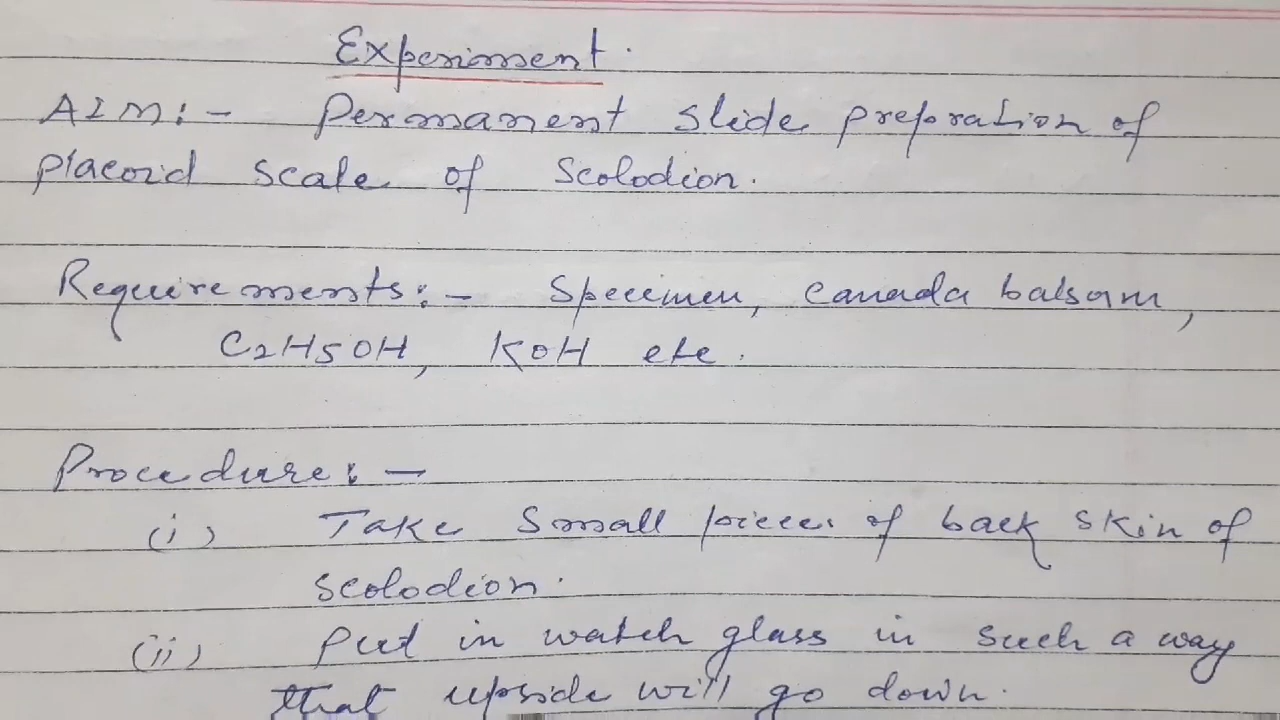 Experiment.
AIM:- Permanent slide preparation of
placoid scale of Scolodion.
Requirements:- Specimen, Canada balsam,
C2H5OH, KOH etc.
Procedure:-
(i) Take small pieces of back skin of
scolodion.
(ii) Put in watch glass in such a way
that upside will go down.